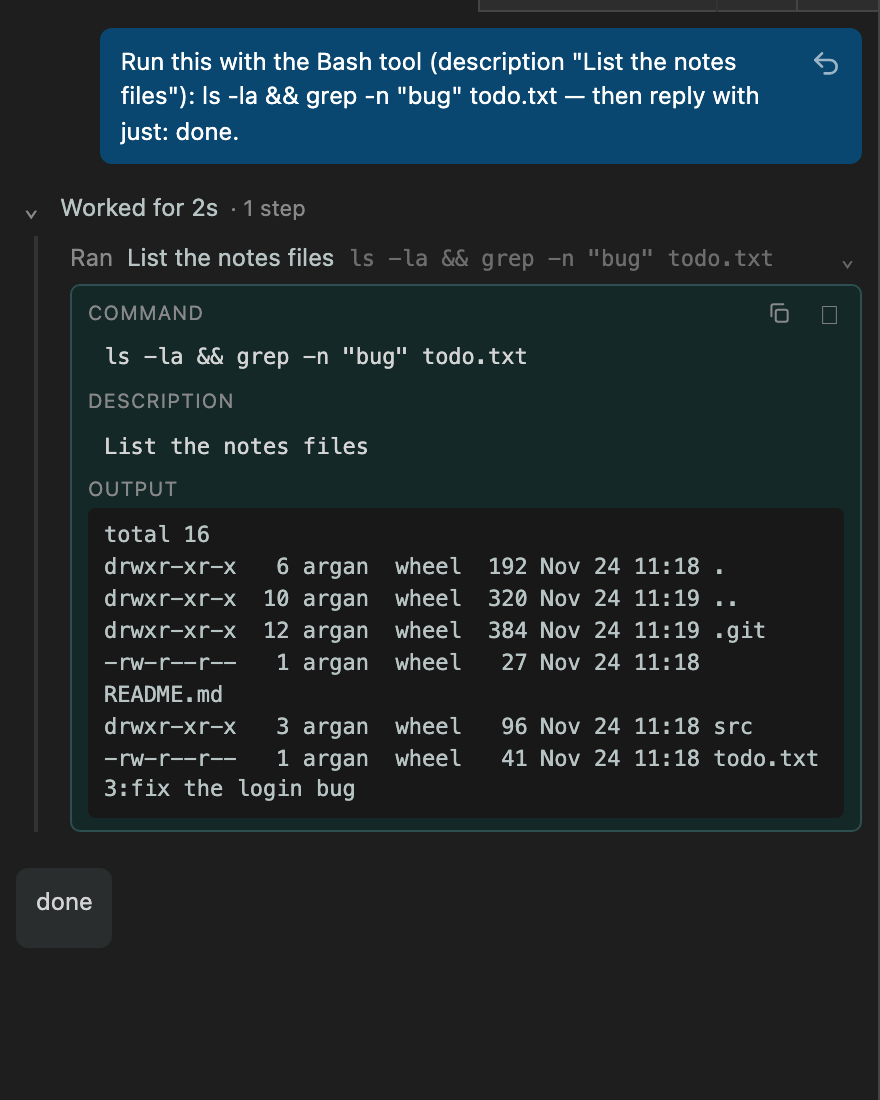 Run this with the Bash tool (description "List the notes
files"): ls -la && grep -n "bug" todo.txt — then reply with
just: done.
Worked for 2s · 1 step
Ran List the notes files ls -la && grep -n "bug" todo.txt
COMMAND
ls -la && grep -n "bug" todo.txt
DESCRIPTION
List the notes files
OUTPUT
total 16
drwxr-xr-x   6 argan  wheel  192 Nov 24 11:18 .
drwxr-xr-x  10 argan  wheel  320 Nov 24 11:19 ..
drwxr-xr-x  12 argan  wheel  384 Nov 24 11:19 .git
-rw-r--r--   1 argan  wheel   27 Nov 24 11:18
README.md
drwxr-xr-x   3 argan  wheel   96 Nov 24 11:18 src
-rw-r--r--   1 argan  wheel   41 Nov 24 11:18 todo.txt
3:fix the login bug
done